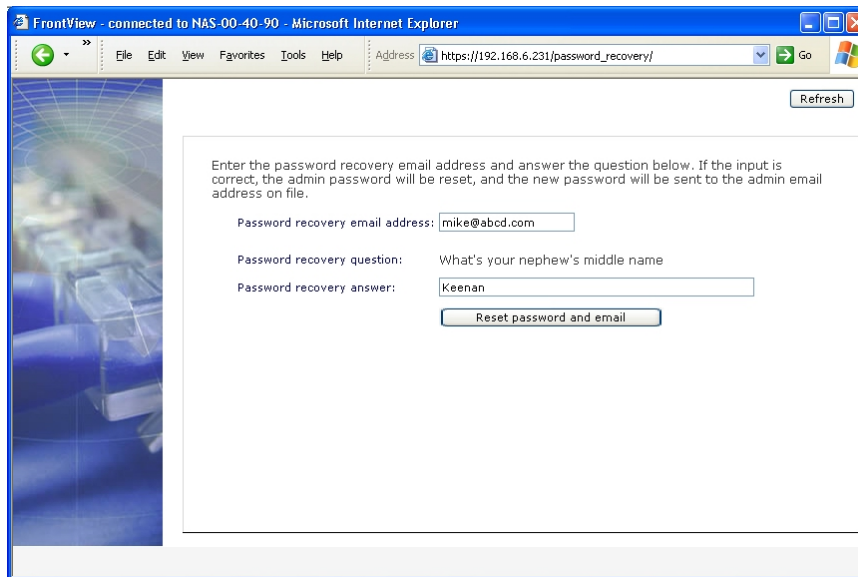 FrontView - connected to NAS-00-40-90 - Microsoft Internet Explorer
» File Edit View Favorites Tools Help Address https://192.168.6.231/password_recovery/ Go
Refresh
Enter the password recovery email address and answer the question below. If the input is
correct, the admin password will be reset, and the new password will be sent to the admin email
address on file.
Password recovery email address: mike@abcd.com
Password recovery question: What's your nephew's middle name
Password recovery answer: Keenan
Reset password and email